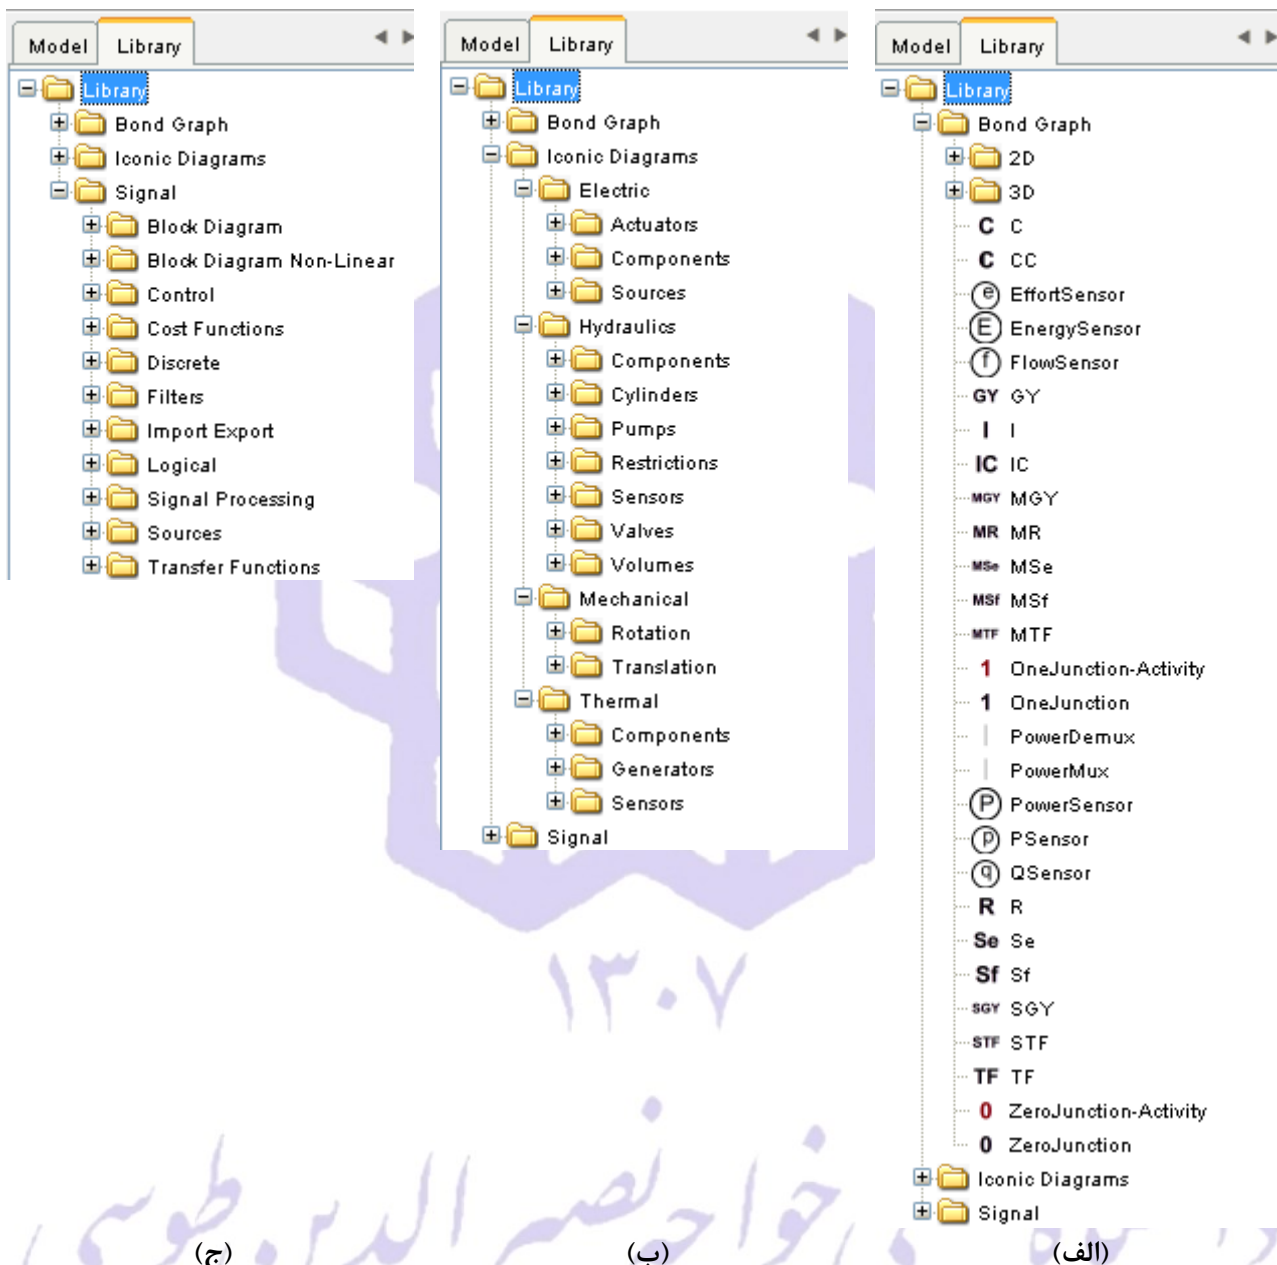 Model Library
Library
Bond Graph
Iconic Diagrams
Signal
Block Diagram
Block Diagram Non-Linear
Control
Cost Functions
Discrete
Filters
Import Export
Logical
Signal Processing
Sources
Transfer Functions
(ج)
Model Library
Library
Bond Graph
Iconic Diagrams
Electric
Actuators
Components
Sources
Hydraulics
Components
Cylinders
Pumps
Restrictions
Sensors
Valves
Volumes
Mechanical
Rotation
Translation
Thermal
Components
Generators
Sensors
Signal
(ب)
Model Library
Library
Bond Graph
2D
3D
C C
C CC
e EffortSensor
E EnergySensor
f FlowSensor
GY GY
I I
IC IC
MGY MGY
MR MR
MSe MSe
MSf MSf
MTF MTF
1 OneJunction-Activity
1 OneJunction
PowerDemux
PowerMux
P PowerSensor
p PSensor
q QSensor
R R
Se Se
Sf Sf
SGY SGY
STF STF
TF TF
0 ZeroJunction-Activity
0 ZeroJunction
Iconic Diagrams
Signal
(الف)
۱۳۰۷
خواجه نصیرالدین طوسی